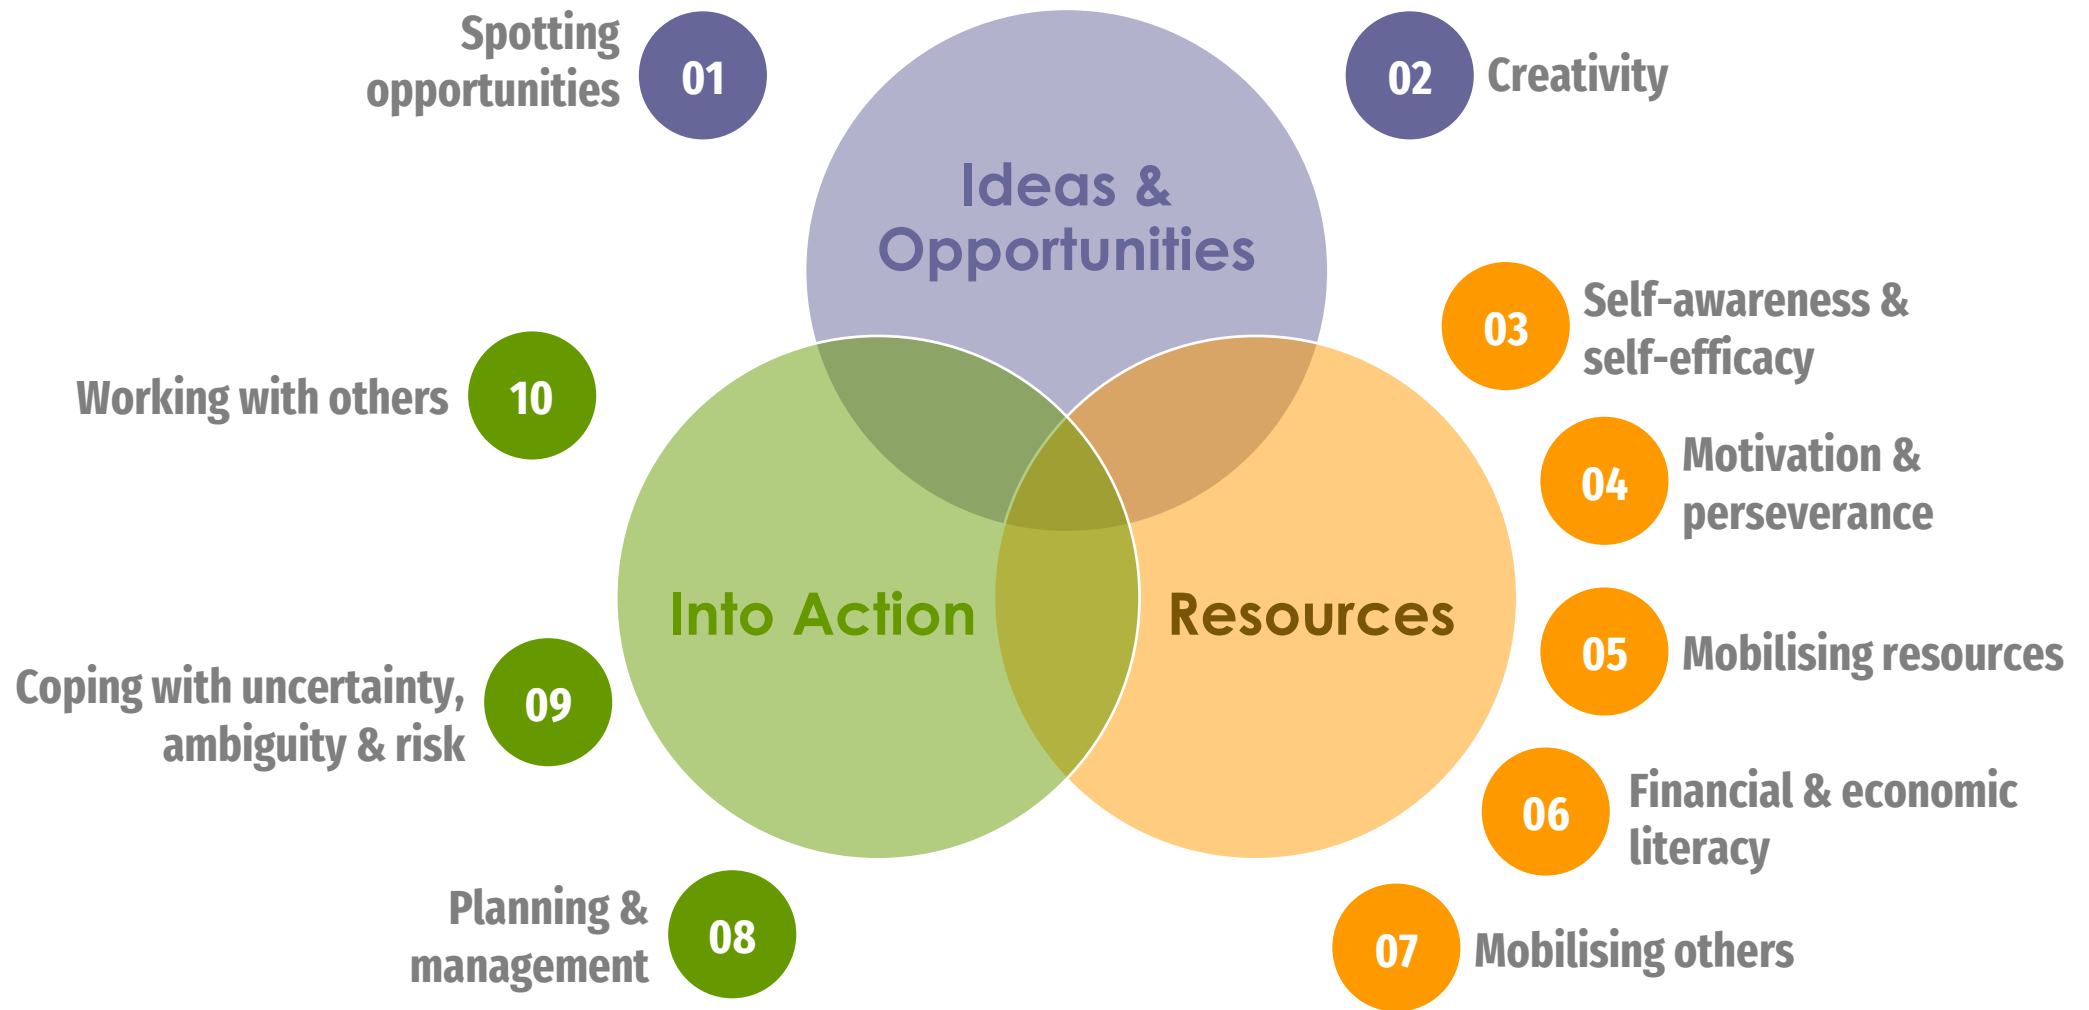 01
Spotting
opportunities
02
Creativity
Ideas &
Opportunities
03
Self-awareness &
self-efficacy
04
Motivation &
perseverance
05
Mobilising resources
06
Financial & economic
literacy
07
Mobilising others
Resources
08
Planning &
management
09
Coping with uncertainty,
ambiguity & risk
10
Working with others
Into Action